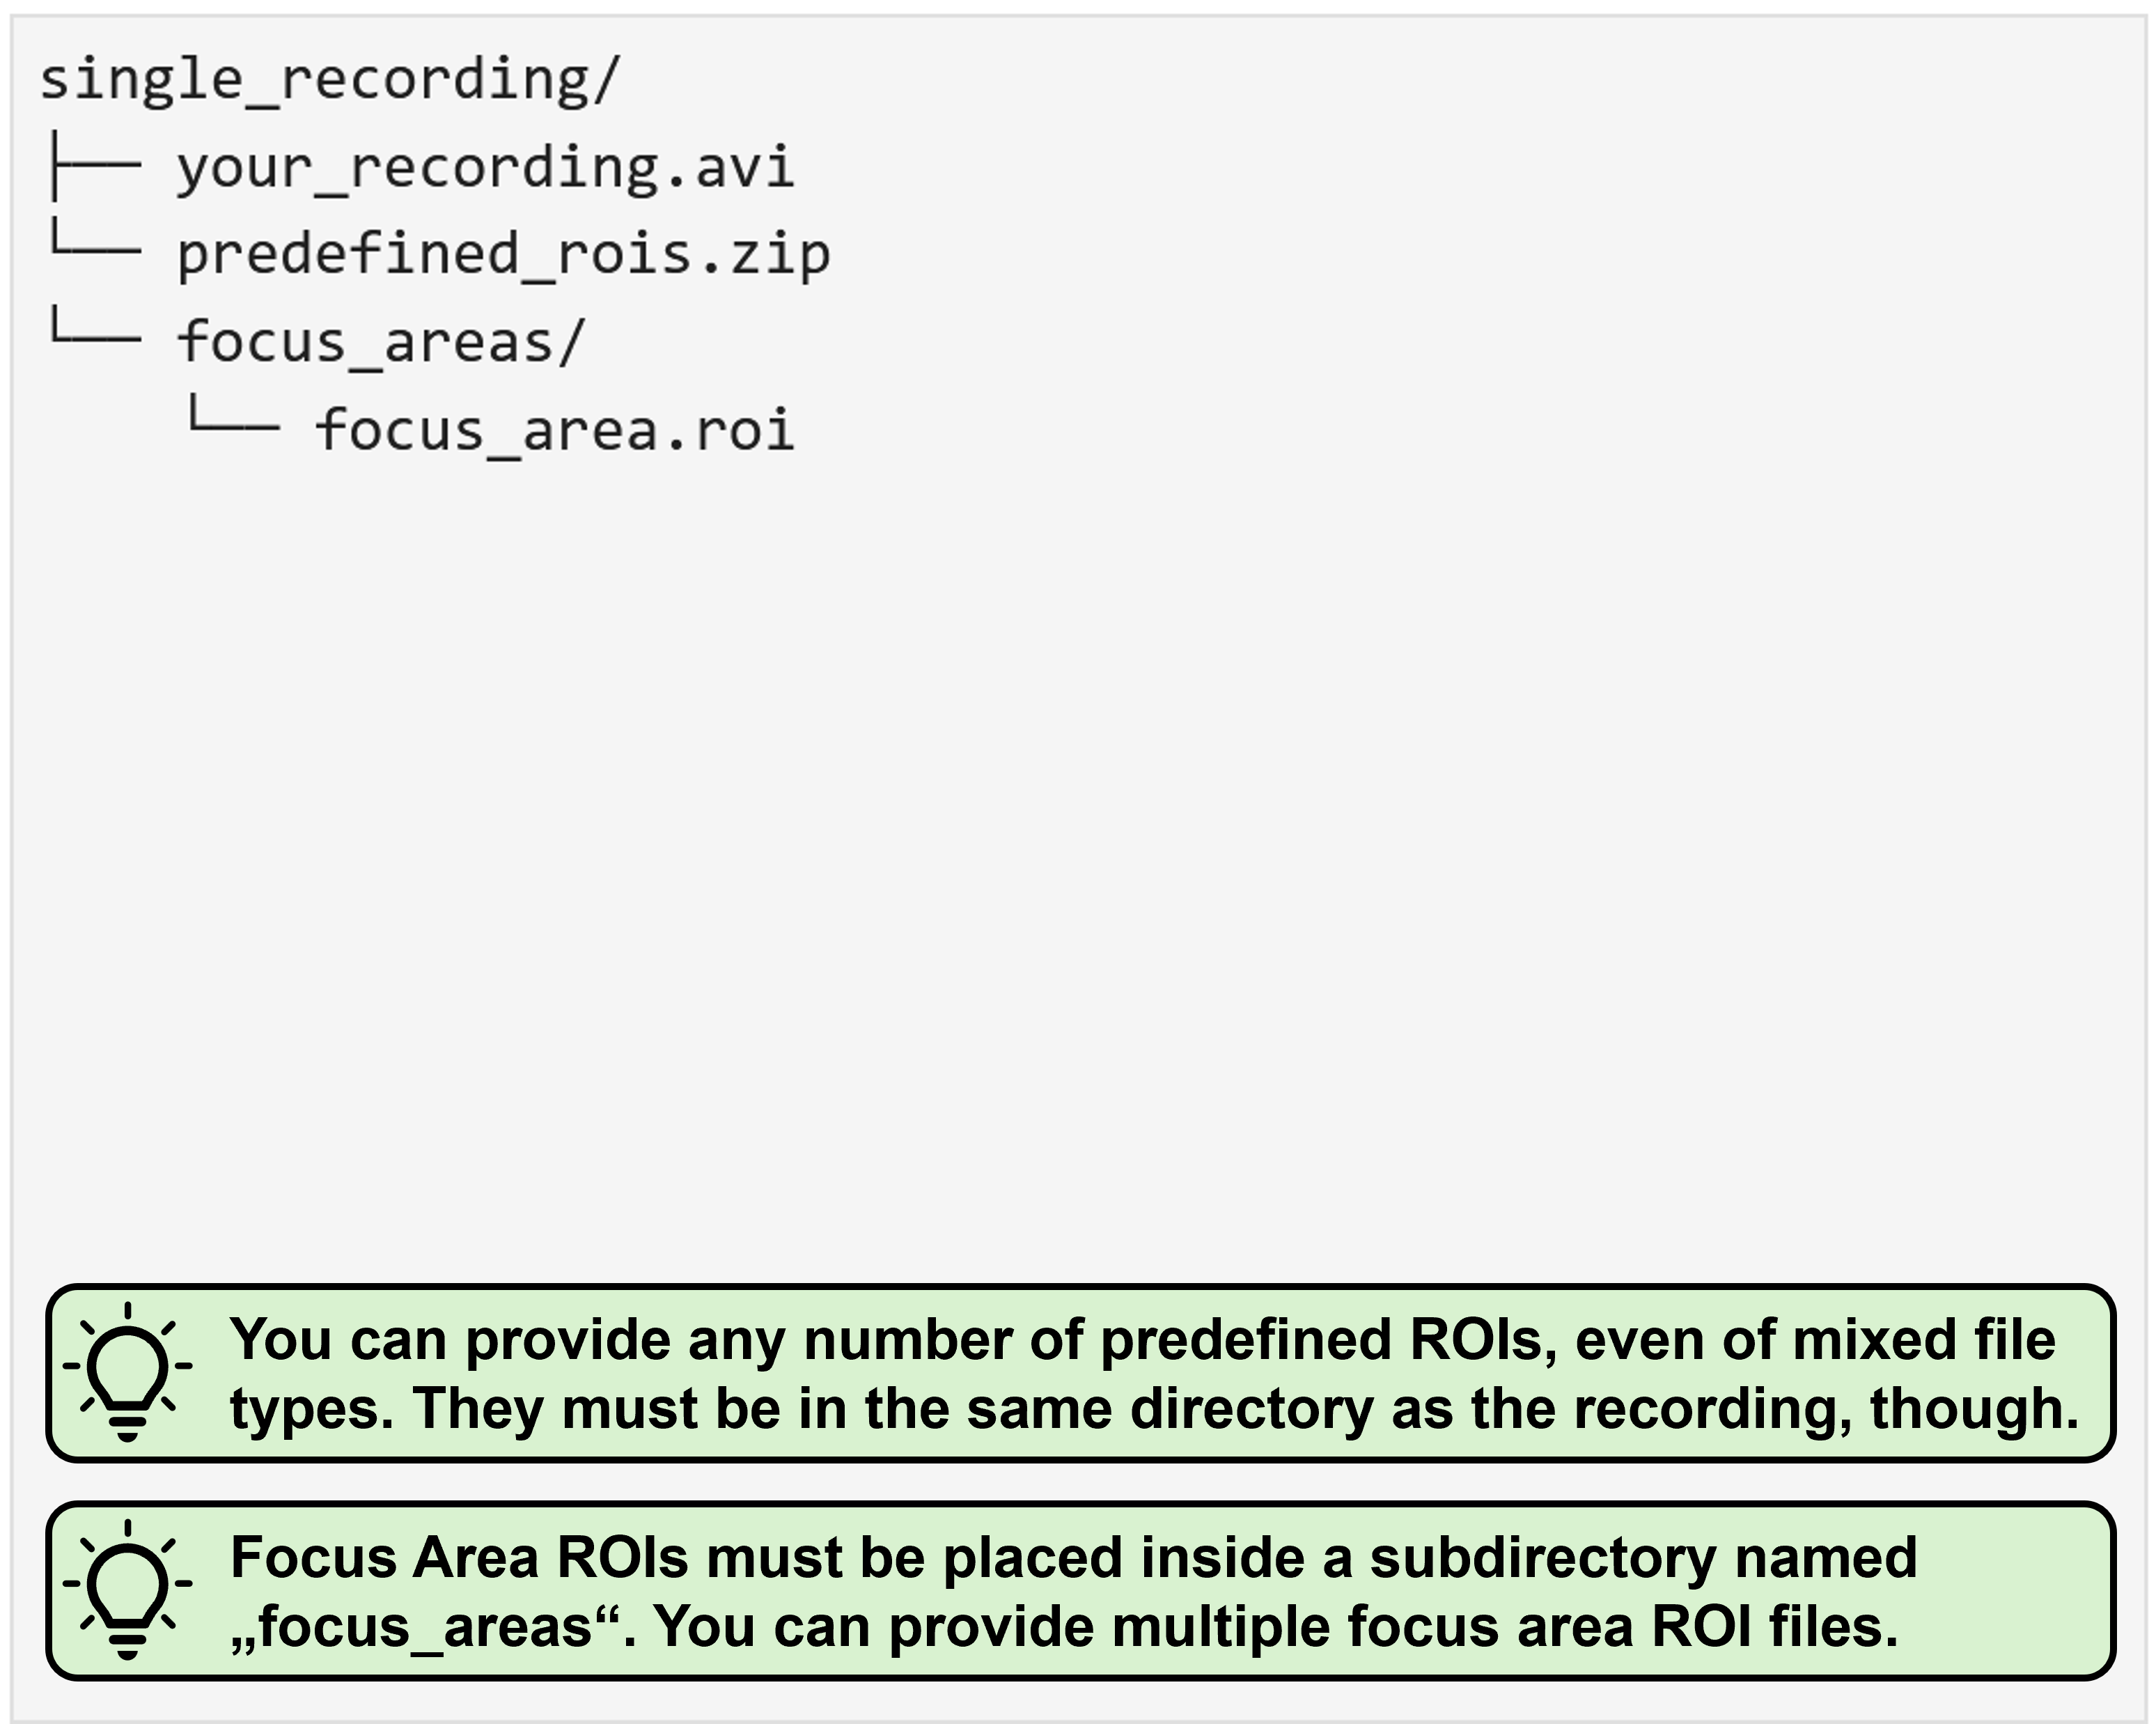 single_recording/
├── your_recording.avi
└── predefined_rois.zip
└── focus_areas/
    └── focus_area.roi
You can provide any number of predefined ROIs, even of mixed file
types. They must be in the same directory as the recording, though.
Focus Area ROIs must be placed inside a subdirectory named
„focus_areas“. You can provide multiple focus area ROI files.